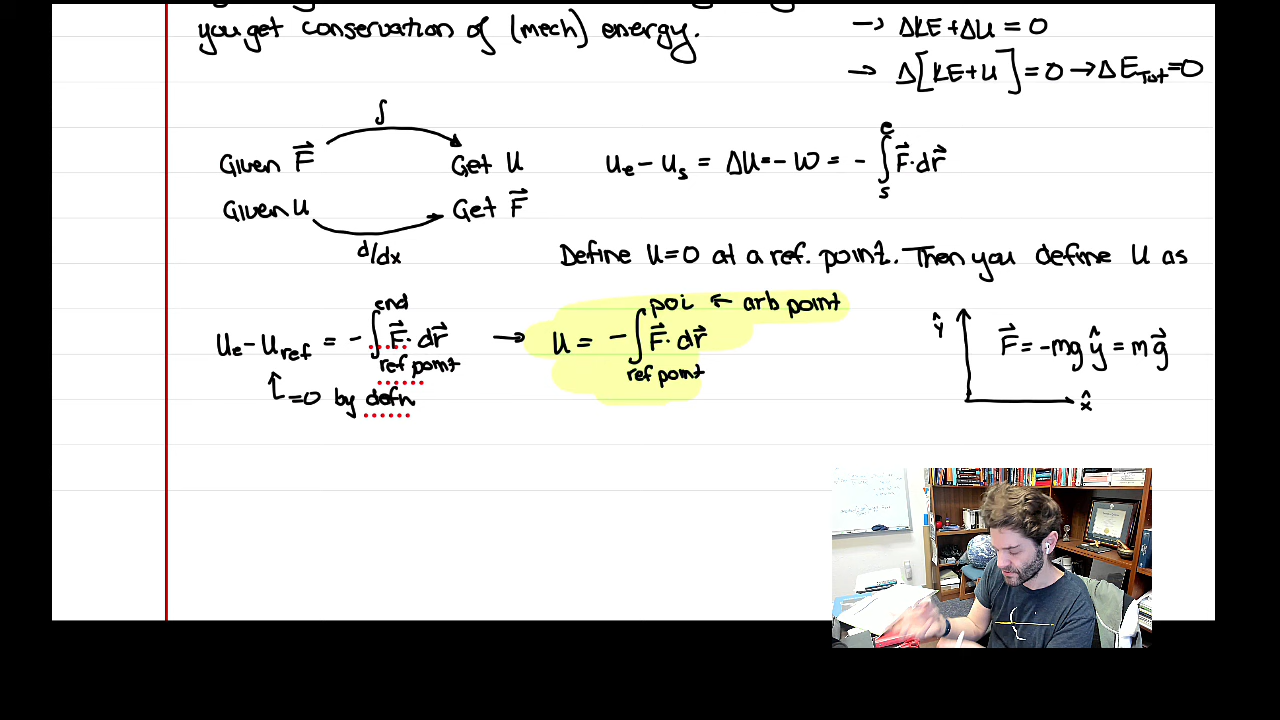 you get conservation of (mech) energy.
→ ΔKE + ΔU = 0
→ Δ[KE + U] = 0 → ΔE_Tot = 0
∫
Given F⃗ Get U
U_e - U_s = ΔU = -W = - ∫_s^e F⃗·dr⃗
Given U Get F⃗
d/dx
Define U=0 at a ref. point. Then you define U as
U_e - U_ref = - ∫_ref point^end F⃗·dr⃗ → U = - ∫_ref point^poi F⃗·dr⃗ ← arb point
=0 by defn
ŷ
F⃗ = -mg ŷ = m g⃗
x̂